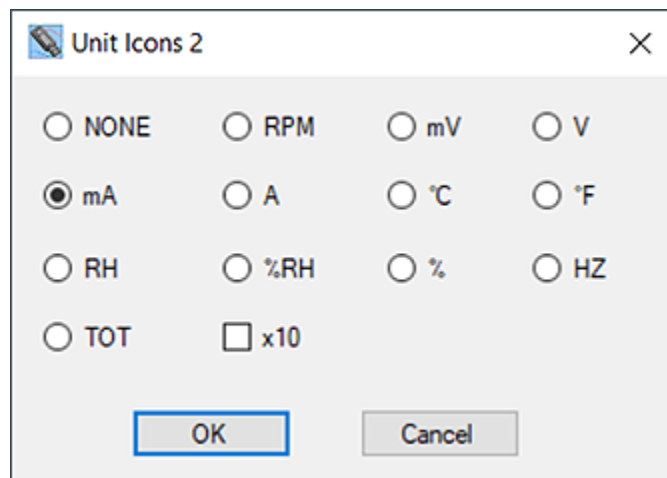 Unit Icons 2
NONE RPM mV V
mA A °C °F
RH %RH % HZ
TOT x10
OK Cancel